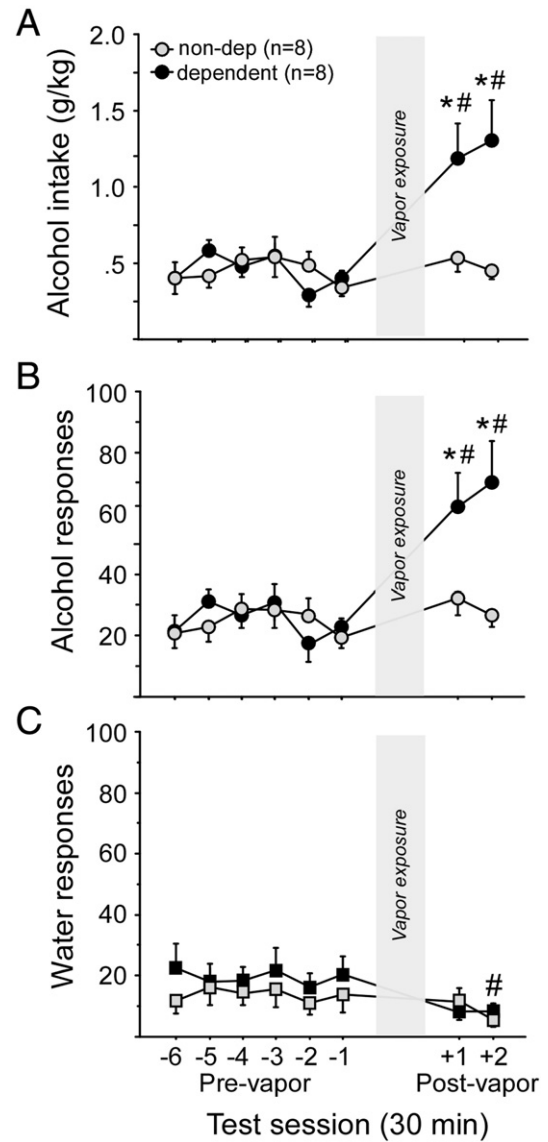 A
Alcohol intake (g/kg)
2.0
1.5
1.0
.5
non-dep (n=8)
dependent (n=8)
Vapor exposure
*#
*#
B
Alcohol responses
100
80
60
40
20
Vapor exposure
*#
*#
C
Water responses
100
80
60
40
20
Vapor exposure
#
-6 -5 -4 -3 -2 -1 +1 +2
Pre-vapor Post-vapor
Test session (30 min)